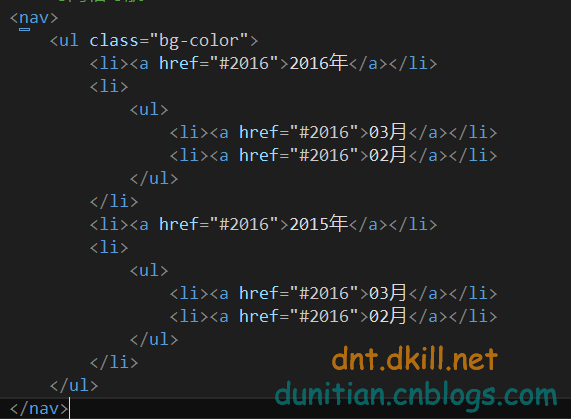 <nav>
<ul class="bg-color">
<li><a href="#2016">2016年</a></li>
<li>
<ul>
<li><a href="#2016">03月</a></li>
<li><a href="#2016">02月</a></li>
</ul>
</li>
<li><a href="#2016">2015年</a></li>
<li>
<ul>
<li><a href="#2016">03月</a></li>
<li><a href="#2016">02月</a></li>
</ul>
</li>
</ul>
</nav>
dnt.dkill.net
dunitian.cnblogs.com